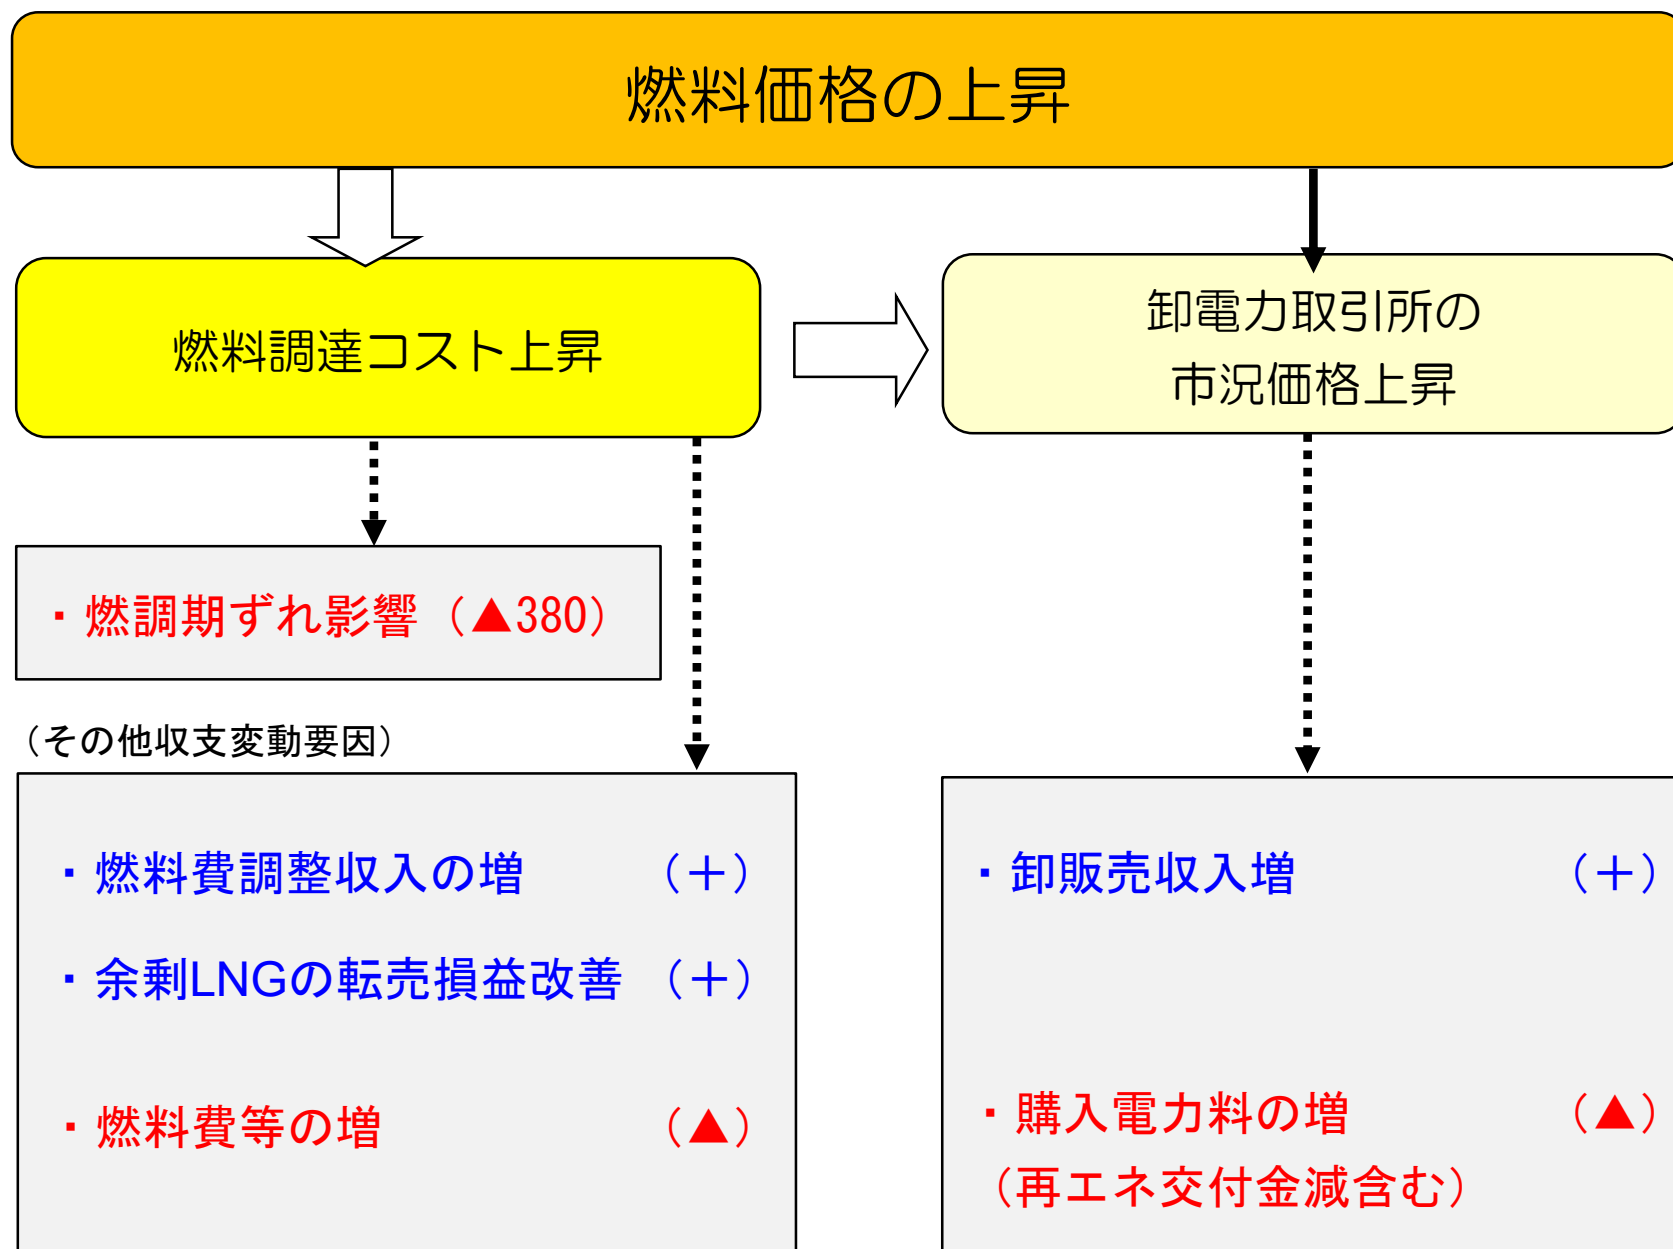 燃料価格の上昇
燃料調達コスト上昇
卸電力取引所の
市況価格上昇
・燃調期ずれ影響（▲380）
（その他収支変動要因）
・燃料費調整収入の増 （＋）
・余剰LNGの転売損益改善 （＋）
・燃料費等の増 （▲）
・卸販売収入増 （＋）
・購入電力料の増 （▲）
（再エネ交付金減含む）